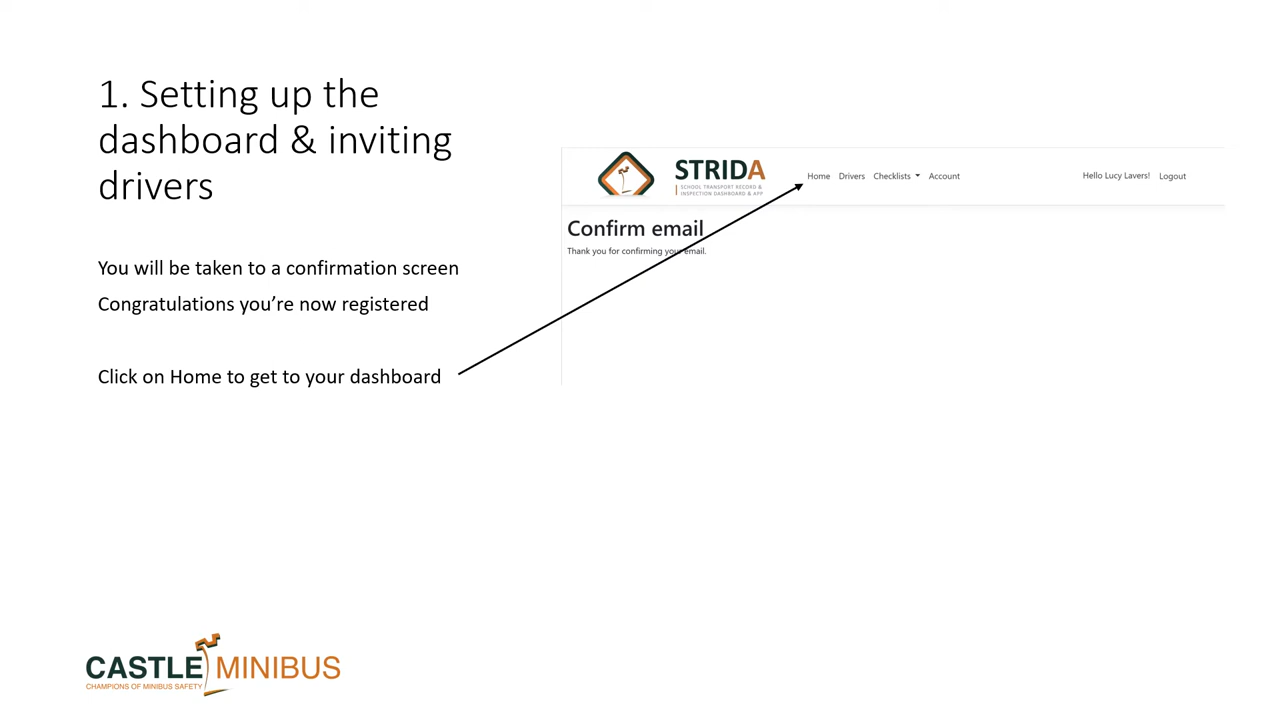 1. Setting up the
dashboard & inviting
drivers
You will be taken to a confirmation screen
Congratulations you’re now registered
Click on Home to get to your dashboard
STRIDA
SCHOOL TRANSPORT RECORD &
INSPECTION DASHBOARD & APP
Home Drivers Checklists Account Hello Lucy Lavers! Logout
Confirm email
Thank you for confirming your email.
CASTLE MINIBUS
CHAMPIONS OF MINIBUS SAFETY